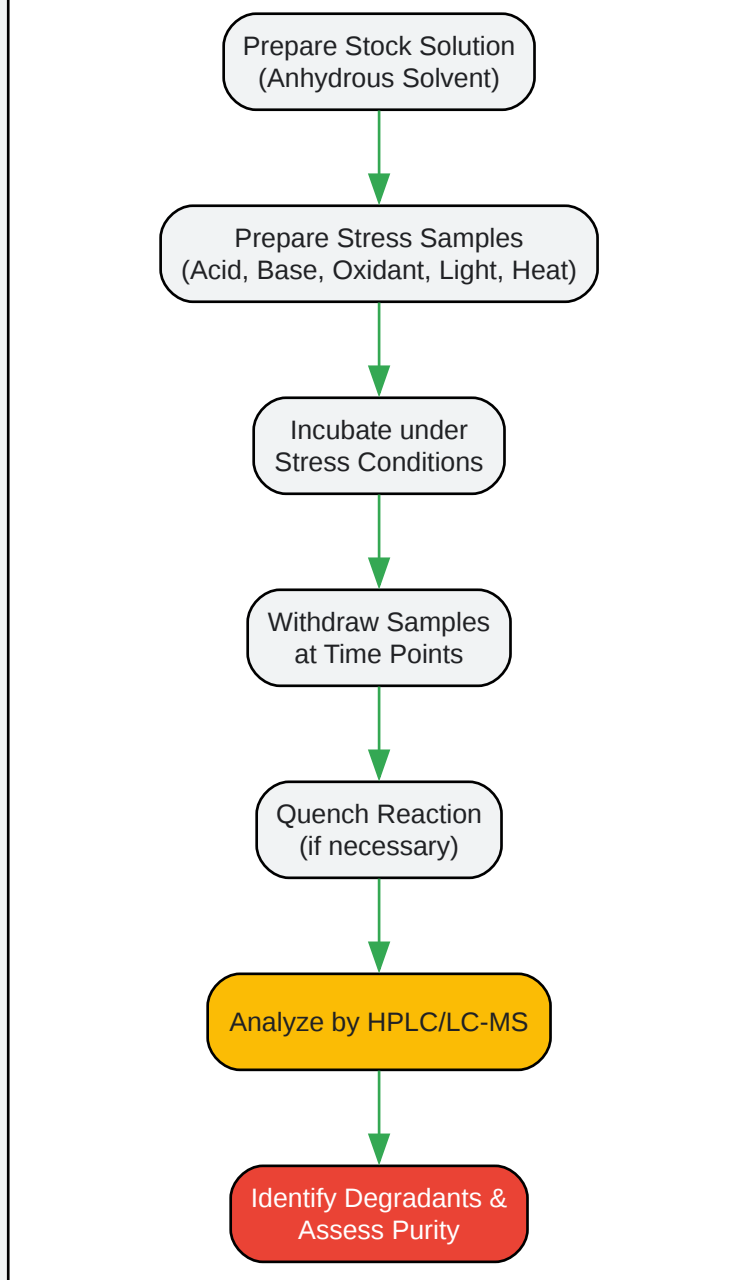 Prepare Stock Solution
(Anhydrous Solvent)
Prepare Stress Samples
(Acid, Base, Oxidant, Light, Heat)
Incubate under
Stress Conditions
Withdraw Samples
at Time Points
Quench Reaction
(if necessary)
Analyze by HPLC/LC-MS
Identify Degradants &
Assess Purity